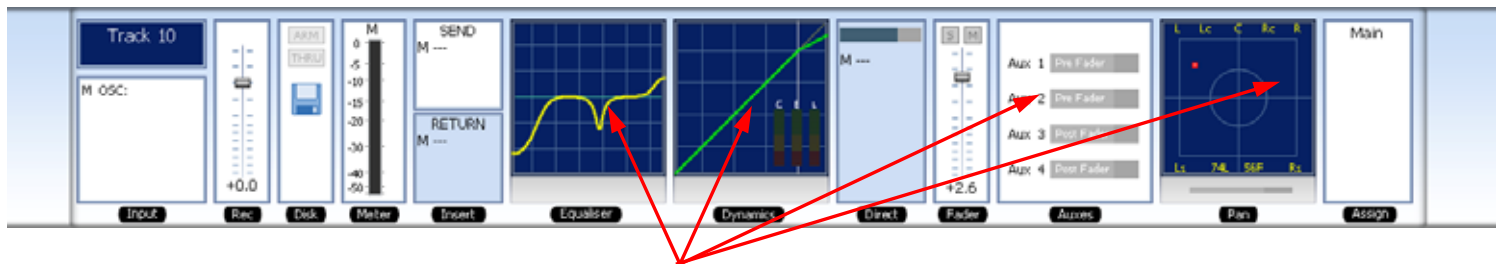 Track 10
M OSC:
Input
+0.0
Rec
ARM
THRU
Disk
M
0
-5
-10
-15
-20
-30
-40
-50
Meter
SEND
M ---
RETURN
M ---
Insert
Equaliser
C E L
Dynamics
M ---
Direct
S M
+2.6
Fader
Aux 1 Pre Fader
Aux 2 Pre Fader
Aux 3 Post Fader
Aux 4 Post Fader
Auxes
L Lc C Rc R
Ls 74L 56F Rs
Pan
Main
Assign